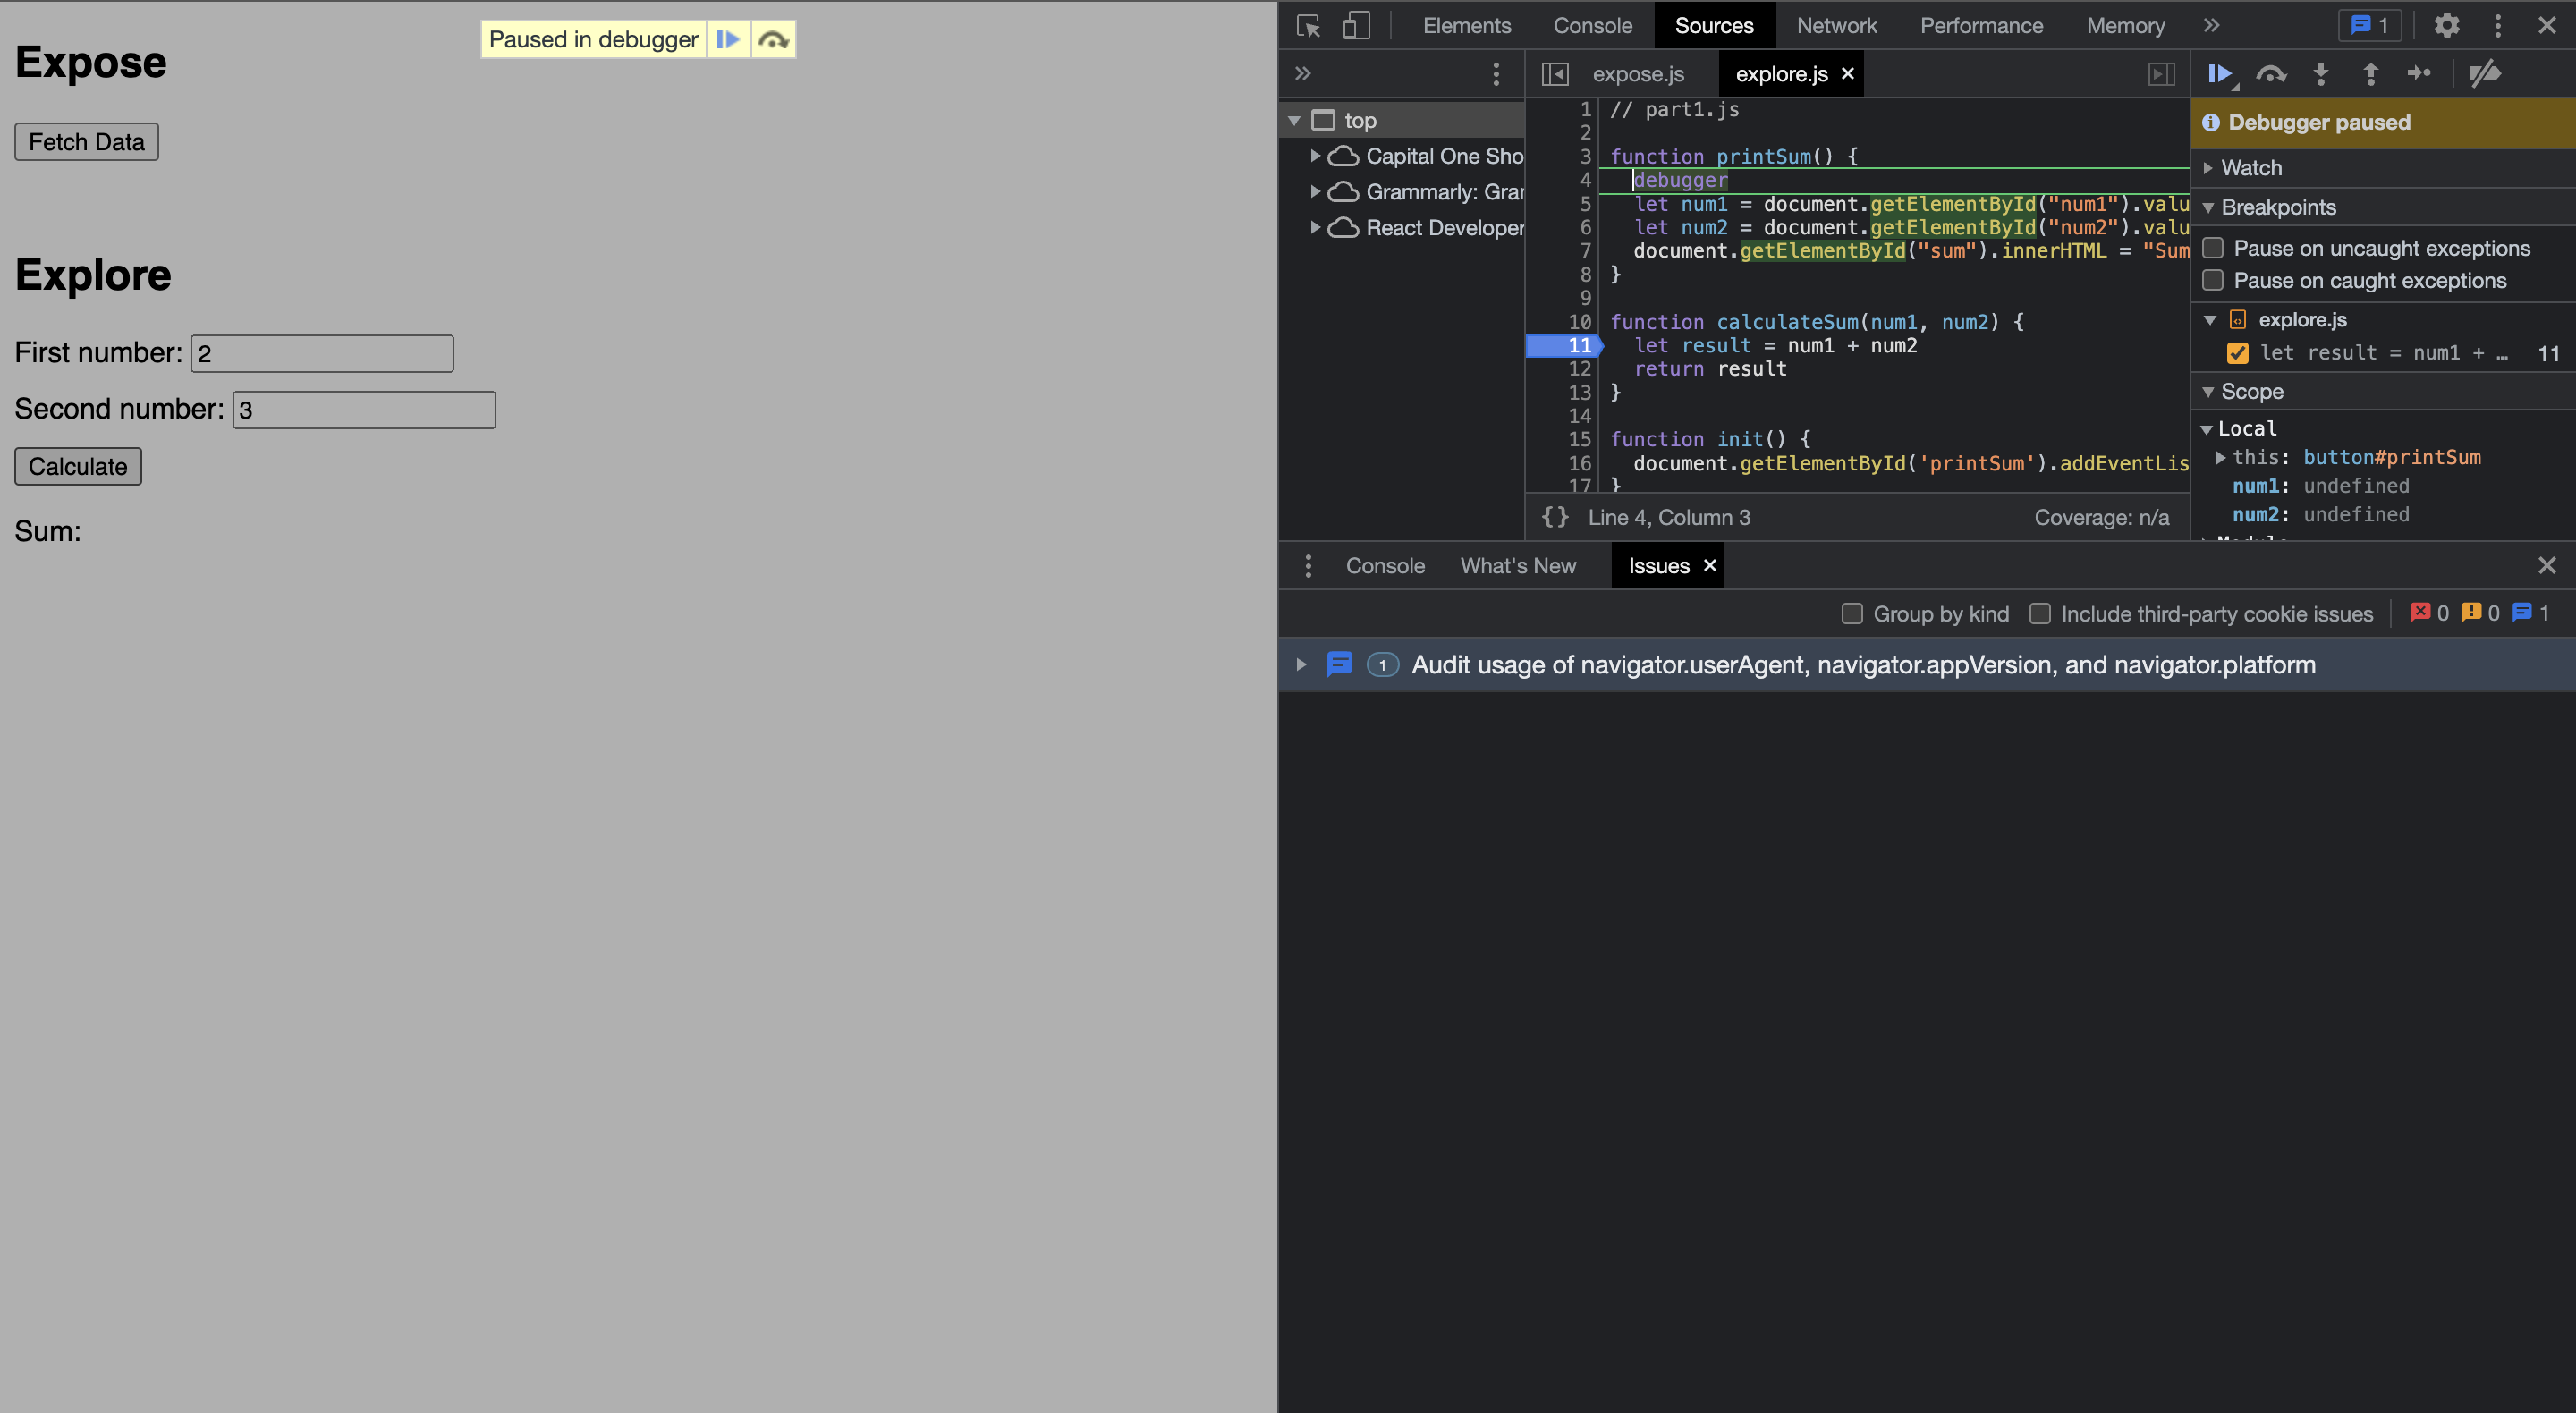 Paused in debugger
Expose
Fetch Data
Explore
First number: 2
Second number: 3
Calculate
Sum:
Elements Console Sources Network Performance Memory 1
expose.js explore.js
top
Capital One Sho
Grammarly: Gra
React Developer
1 // part1.js
2
3 function printSum() {
4 debugger
5 let num1 = document.getElementById("num1").valu
6 let num2 = document.getElementById("num2").valu
7 document.getElementById("sum").innerHTML = "Sum
8 }
9
10 function calculateSum(num1, num2) {
11 let result = num1 + num2
12 return result
13 }
14
15 function init() {
16 document.getElementById('printSum').addEventLis
17 }
{} Line 4, Column 3 Coverage: n/a
Debugger paused
Watch
Breakpoints
Pause on uncaught exceptions
Pause on caught exceptions
explore.js
let result = num1 + … 11
Scope
Local
this: button#printSum
num1: undefined
num2: undefined
Console What's New Issues
Group by kind Include third-party cookie issues 0 0 1
1 Audit usage of navigator.userAgent, navigator.appVersion, and navigator.platform